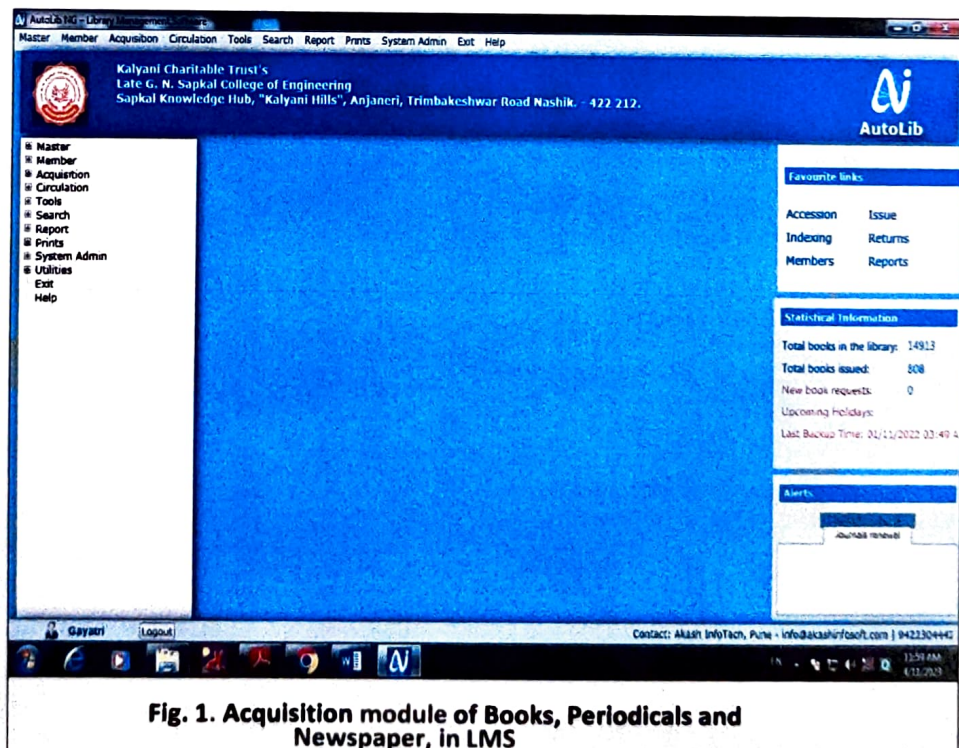 AutoLib NG - Library Management Software
Master Member Acquisition Circulation Tools Search Report Prints System Admin Exit Help
Kalyani Charitable Trust's
Late G. N. Sapkal College of Engineering
Sapkal Knowledge Hub, "Kalyani Hills", Anjaneri, Trimbakeshwar Road Nashik. - 422 212.
AutoLib
Master
Member
Acquisition
Circulation
Tools
Search
Report
Prints
System Admin
Utilities
Exit
Help
Favourite links
Accession Issue
Indexing Returns
Members Reports
Statistical Information
Total books in the library: 14913
Total books issued: 808
New book requests: 0
Upcoming Holidays:
Last Backup Time: 01/11/2022 03:49 A
Alerts
Journals renewal
Gayatri Logout
Contact: Akash InfoTech, Pune - info@akashinfosoft.com | 9422304442
11:59 AM
Fig. 1. Acquisition module of Books, Periodicals and
Newspaper, in LMS